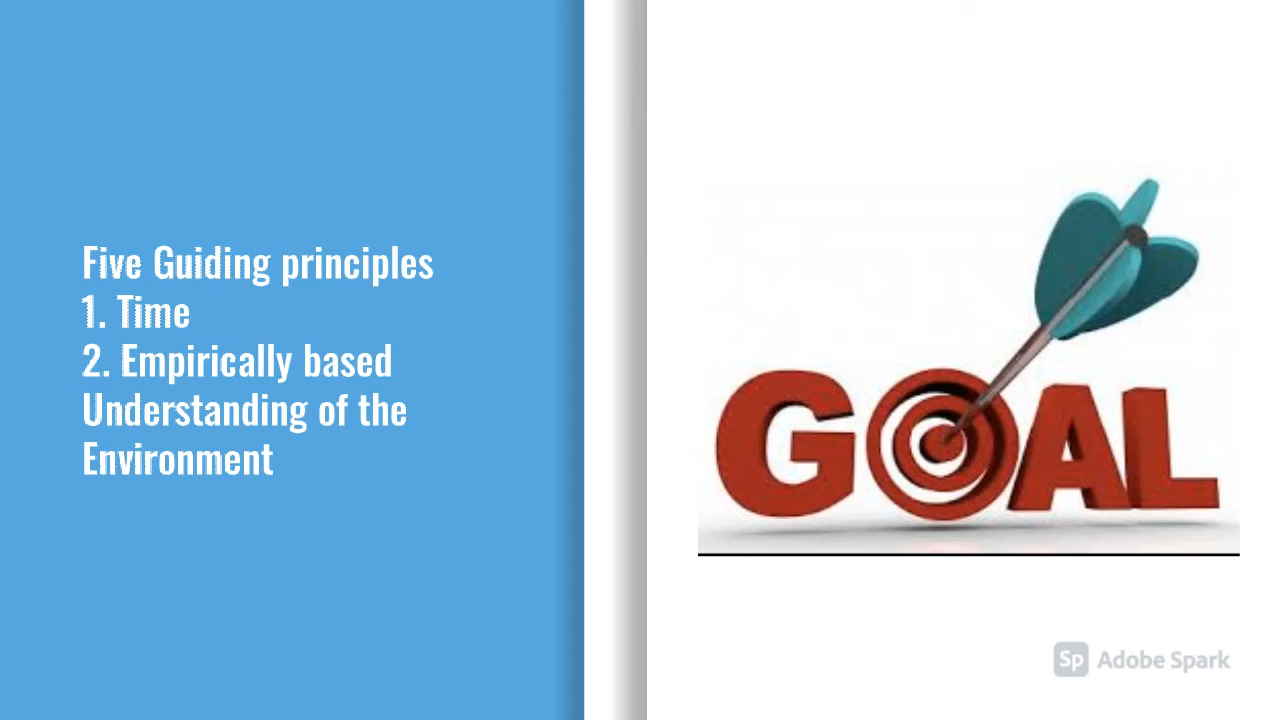 Five Guiding principles
1. Time
2. Empirically based
Understanding of the
Environment
GOAL
Sp Adobe Spark